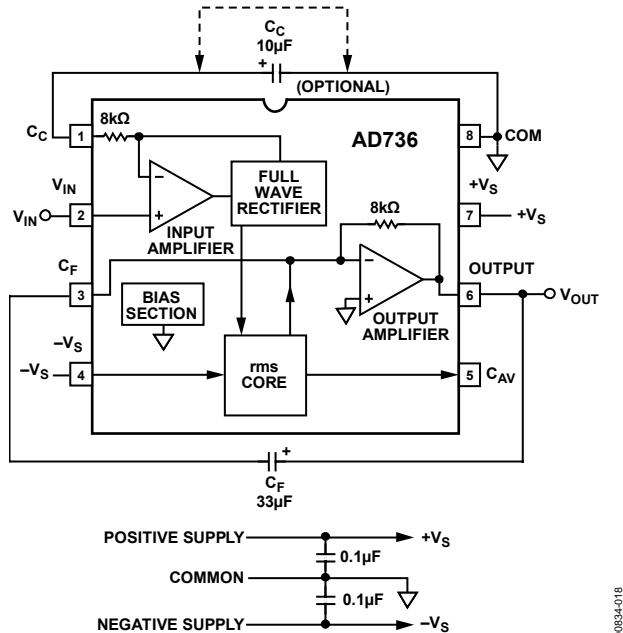 C_C
10µF
+
(OPTIONAL)
8kΩ
AD736
C_C
1
8
COM
V_IN
−
FULL
WAVE
RECTIFIER
+V_S
8kΩ
V_IN
2
+
7
+V_S
INPUT
AMPLIFIER
C_F
−
OUTPUT
3
BIAS
SECTION
+
6
V_OUT
OUTPUT
AMPLIFIER
−V_S
−V_S
4
rms
CORE
5
C_AV
+
C_F
33µF
POSITIVE SUPPLY
+V_S
0.1µF
COMMON
0.1µF
NEGATIVE SUPPLY
−V_S
00834-018